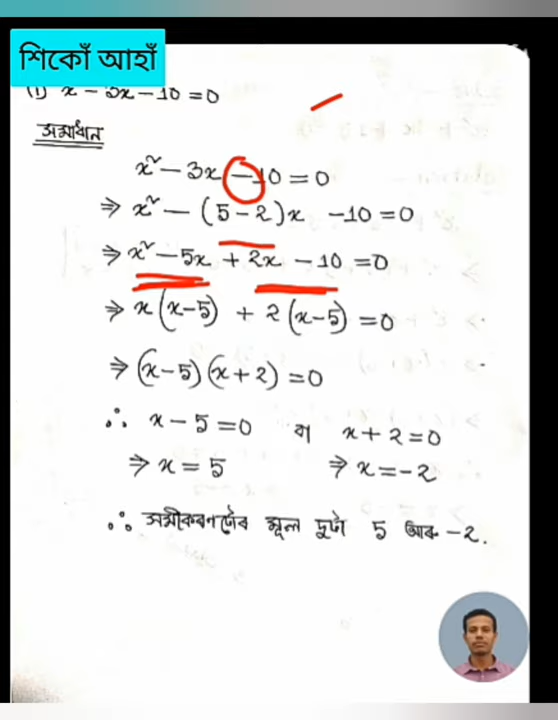 শিকোঁ আহাঁ
(i) x² − 3x − 10 = 0
সমাধান
x² − 3x − 10 = 0
⇒ x² − (5 − 2)x − 10 = 0
⇒ x² − 5x + 2x − 10 = 0
⇒ x(x−5) + 2(x−5) = 0
⇒ (x−5)(x+2) = 0
∴ x − 5 = 0 বা x + 2 = 0
⇒ x = 5 ⇒ x = −2
∴ সমীকৰণটোৰ মূল দুটা 5 আৰু −2.